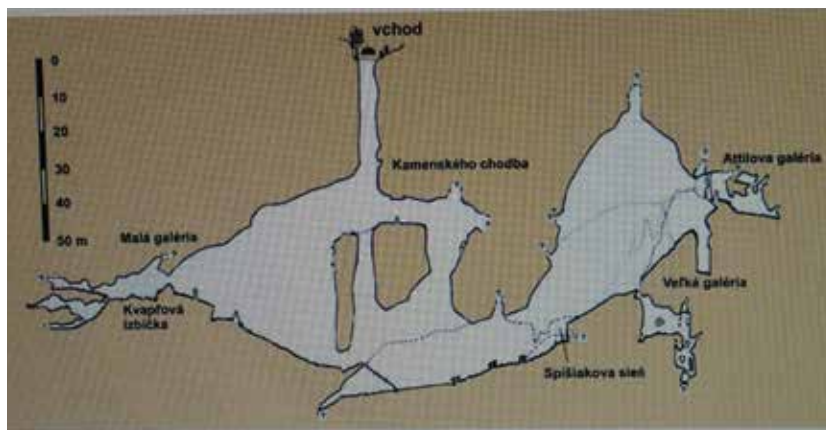 vchod
0
10
20
30
40
50 m
Kamenského chodba
Attilova galéria
Malá galéria
Kvapľová
izbička
Veľká galéria
Spišiakova sieň